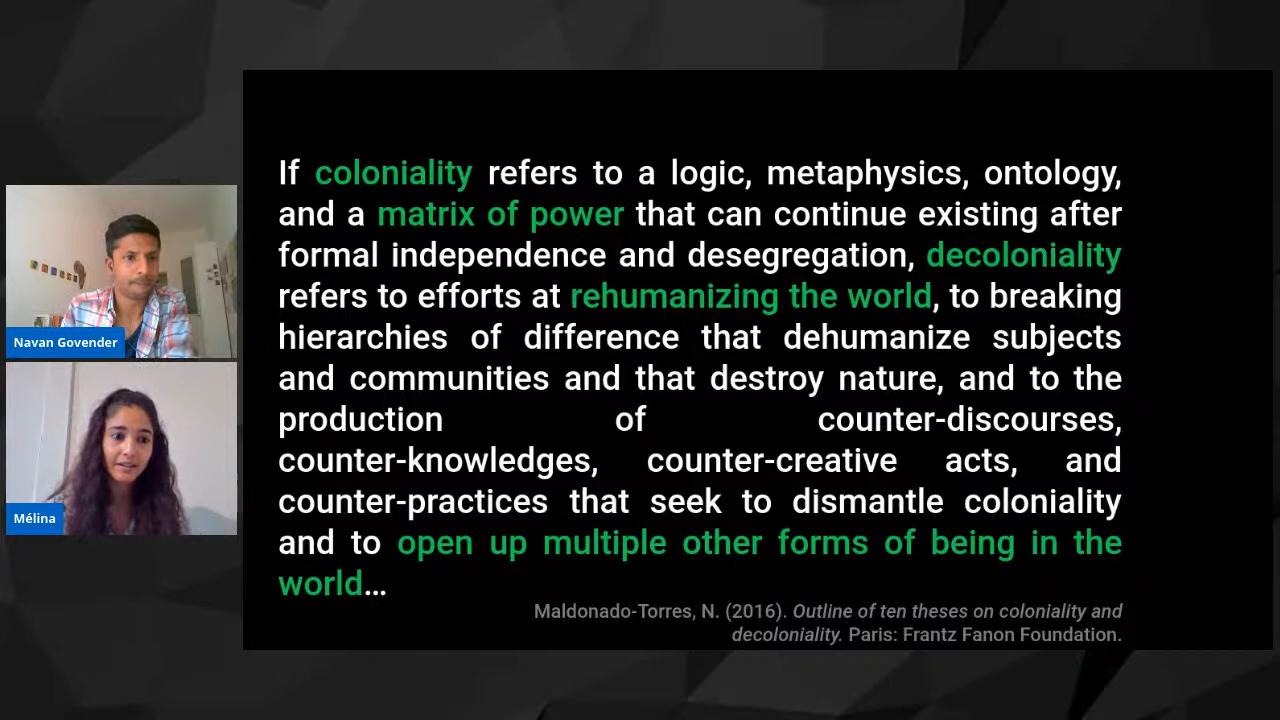 Navan Govender
Mélina
If coloniality refers to a logic, metaphysics, ontology,
and a matrix of power that can continue existing after
formal independence and desegregation, decoloniality
refers to efforts at rehumanizing the world, to breaking
hierarchies of difference that dehumanize subjects
and communities and that destroy nature, and to the
production of counter-discourses,
counter-knowledges, counter-creative acts, and
counter-practices that seek to dismantle coloniality
and to open up multiple other forms of being in the
world...
Maldonado-Torres, N. (2016). Outline of ten theses on coloniality and
decoloniality. Paris: Frantz Fanon Foundation.